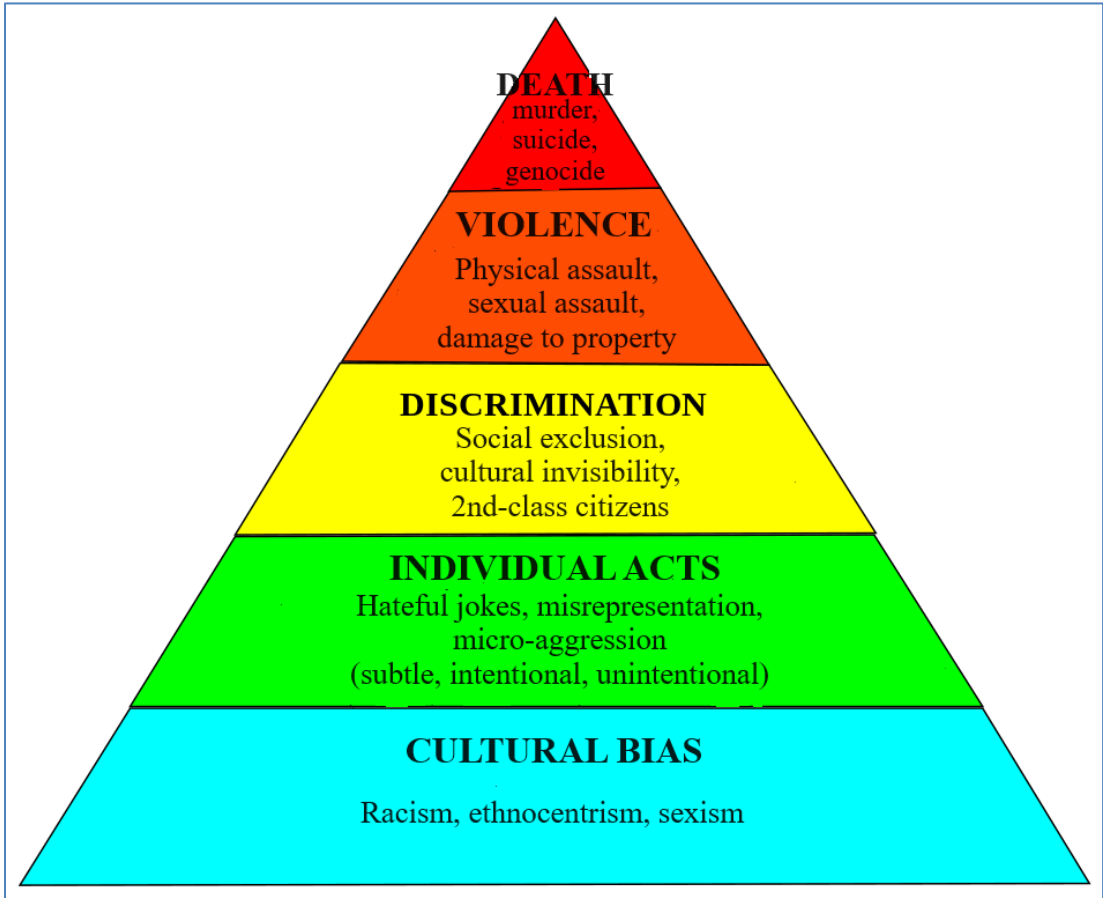 DEATH
murder,
suicide,
genocide
VIOLENCE
Physical assault,
sexual assault,
damage to property
DISCRIMINATION
Social exclusion,
cultural invisibility,
2nd-class citizens
INDIVIDUAL ACTS
Hateful jokes, misrepresentation,
micro-aggression
(subtle, intentional, unintentional)
CULTURAL BIAS
Racism, ethnocentrism, sexism